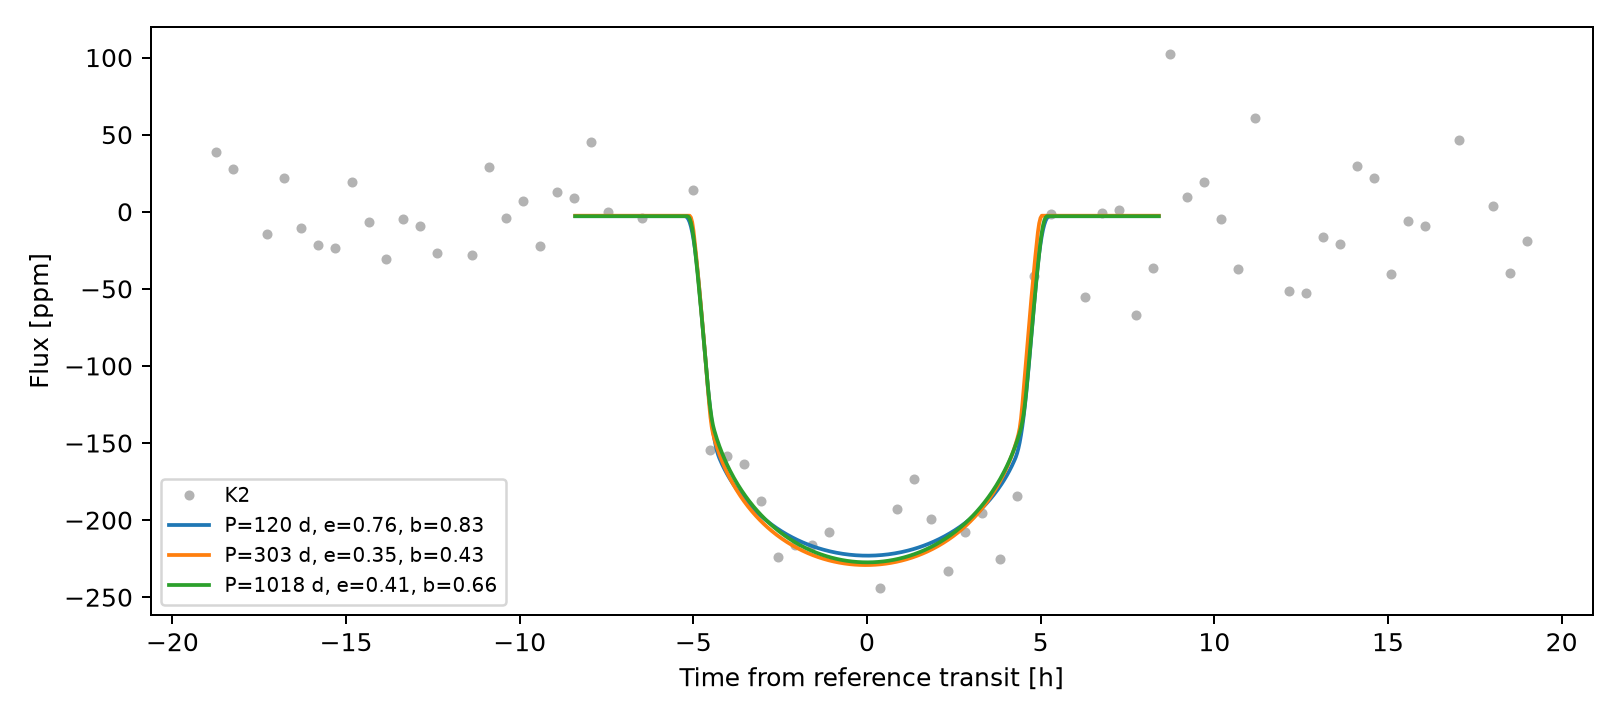 100
50
0
−50
−100
−150
−200
−250
Flux [ppm]
K2
P=120 d, e=0.76, b=0.83
P=303 d, e=0.35, b=0.43
P=1018 d, e=0.41, b=0.66
−20 −15 −10 −5 0 5 10 15 20
Time from reference transit [h]